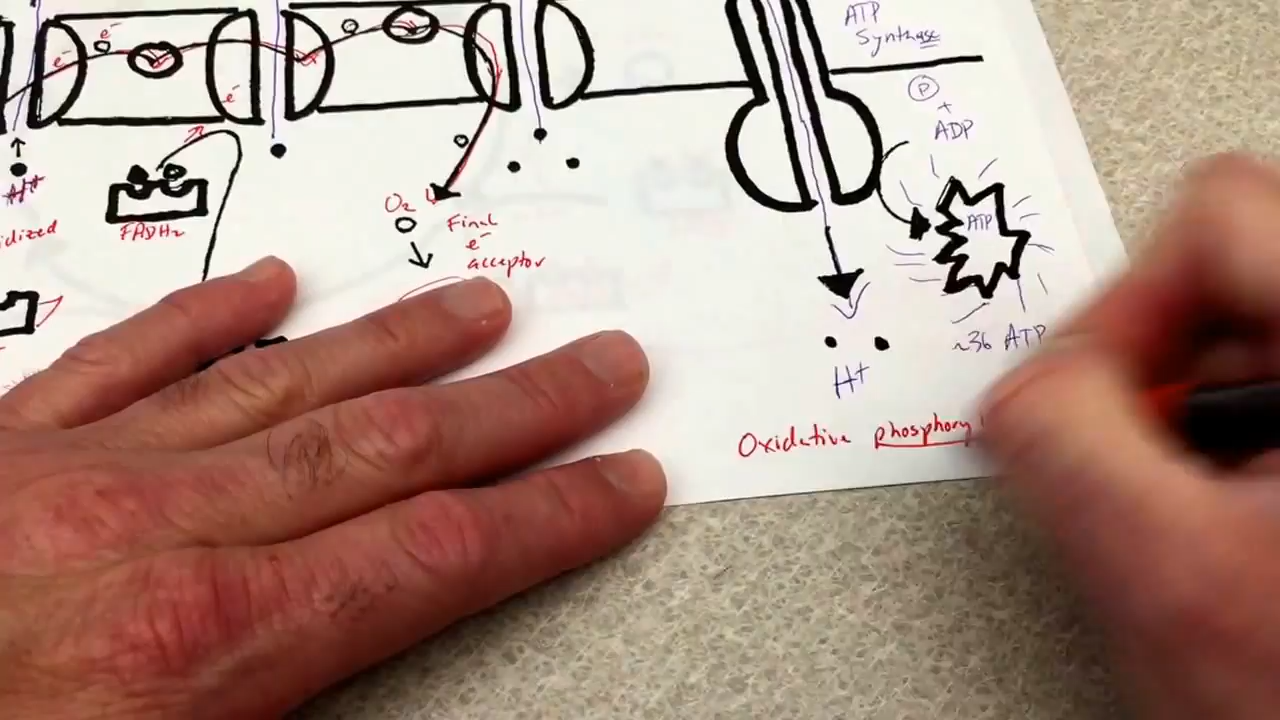 ATP
Synthase
e⁻
e⁻
e⁻
P
+
ADP
H+
FADH₂
O₂
Final
e⁻
acceptor
ATP
~36 ATP
H+
Oxidative phosphory